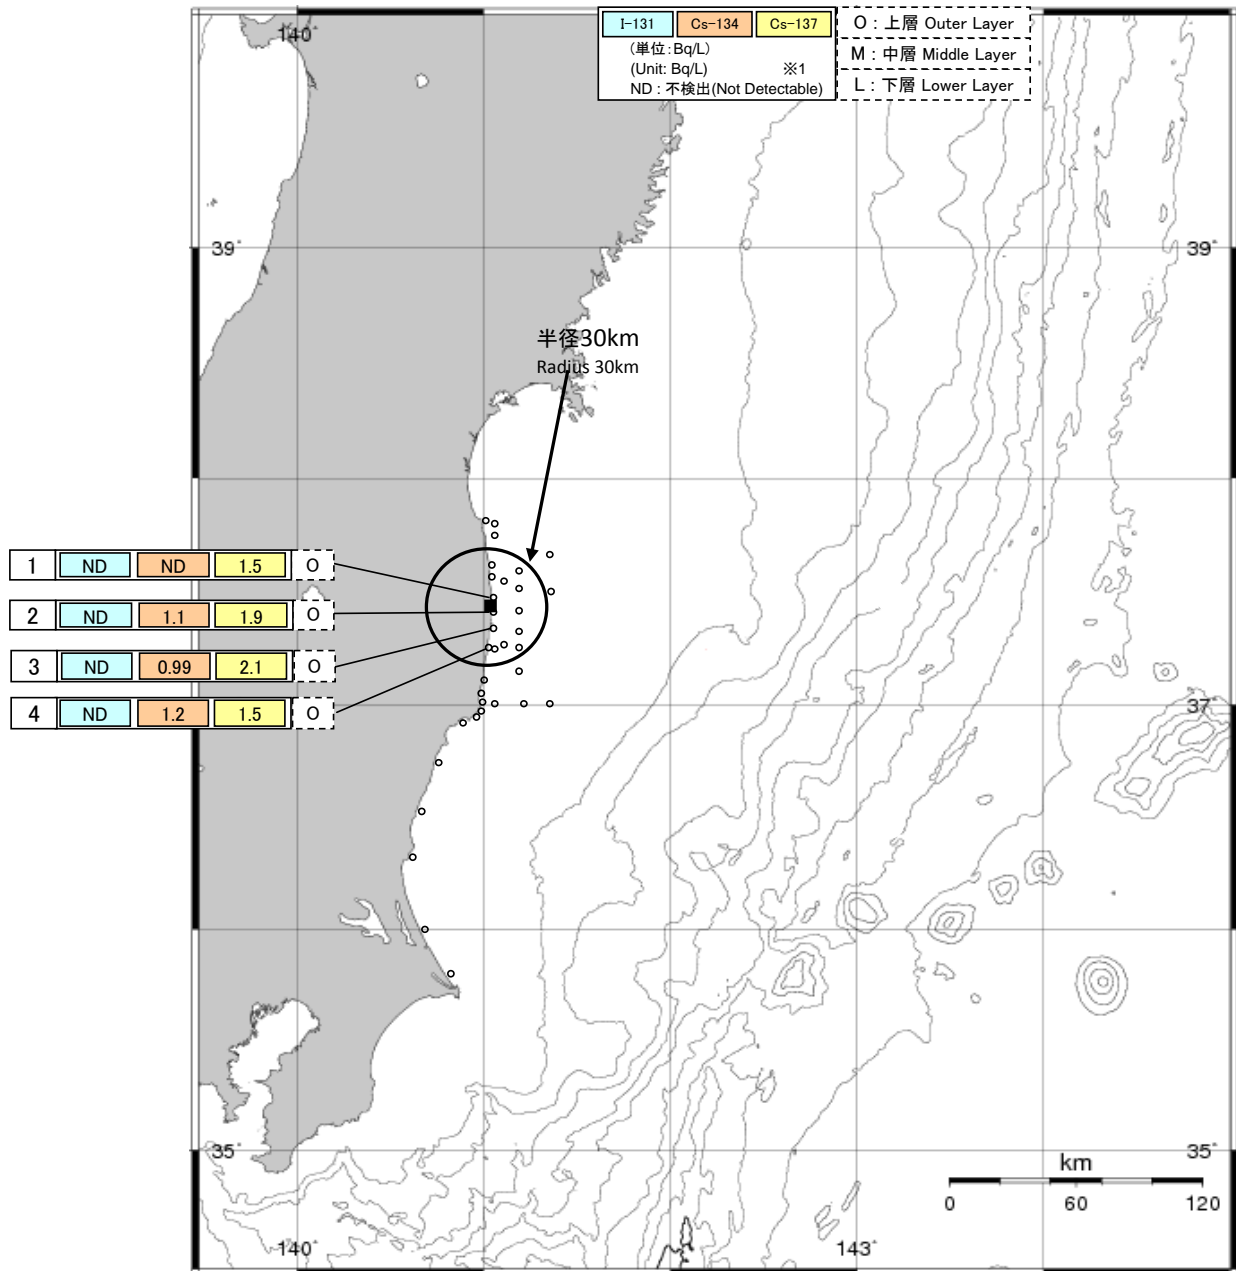 140°
I-131 Cs-134 Cs-137
(単位:Bq/L)
(Unit: Bq/L) ※1
ND : 不検出(Not Detectable)
O : 上層 Outer Layer
M : 中層 Middle Layer
L : 下層 Lower Layer
39° 39°
半径30km
Radius 30km
1 ND ND 1.5 O
2 ND 1.1 1.9 O
3 ND 0.99 2.1 O
4 ND 1.2 1.5 O
37°
35° 35°
km
0 60 120
140° 143°